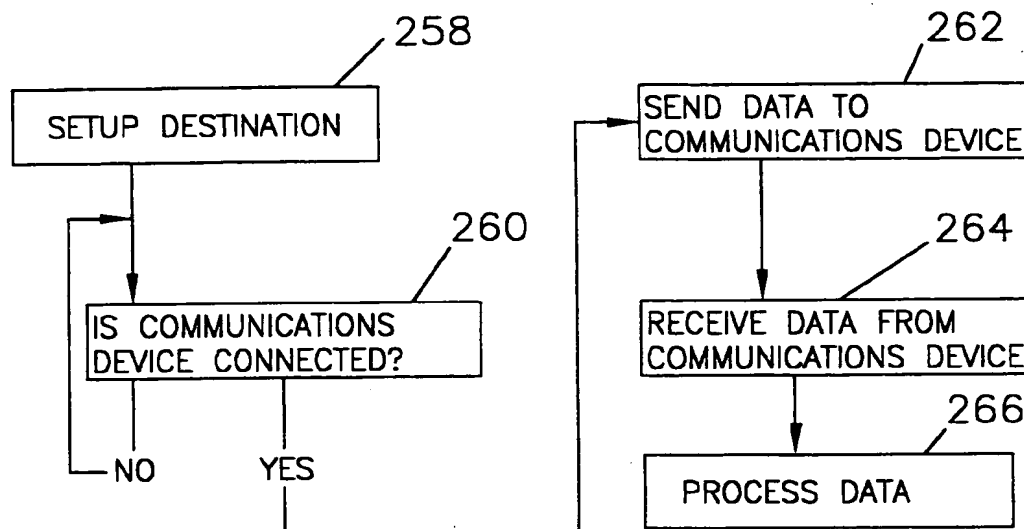 258
SETUP DESTINATION
260
IS COMMUNICATIONS
DEVICE CONNECTED?
NO
YES
262
SEND DATA TO
COMMUNICATIONS DEVICE
264
RECEIVE DATA FROM
COMMUNICATIONS DEVICE
266
PROCESS DATA